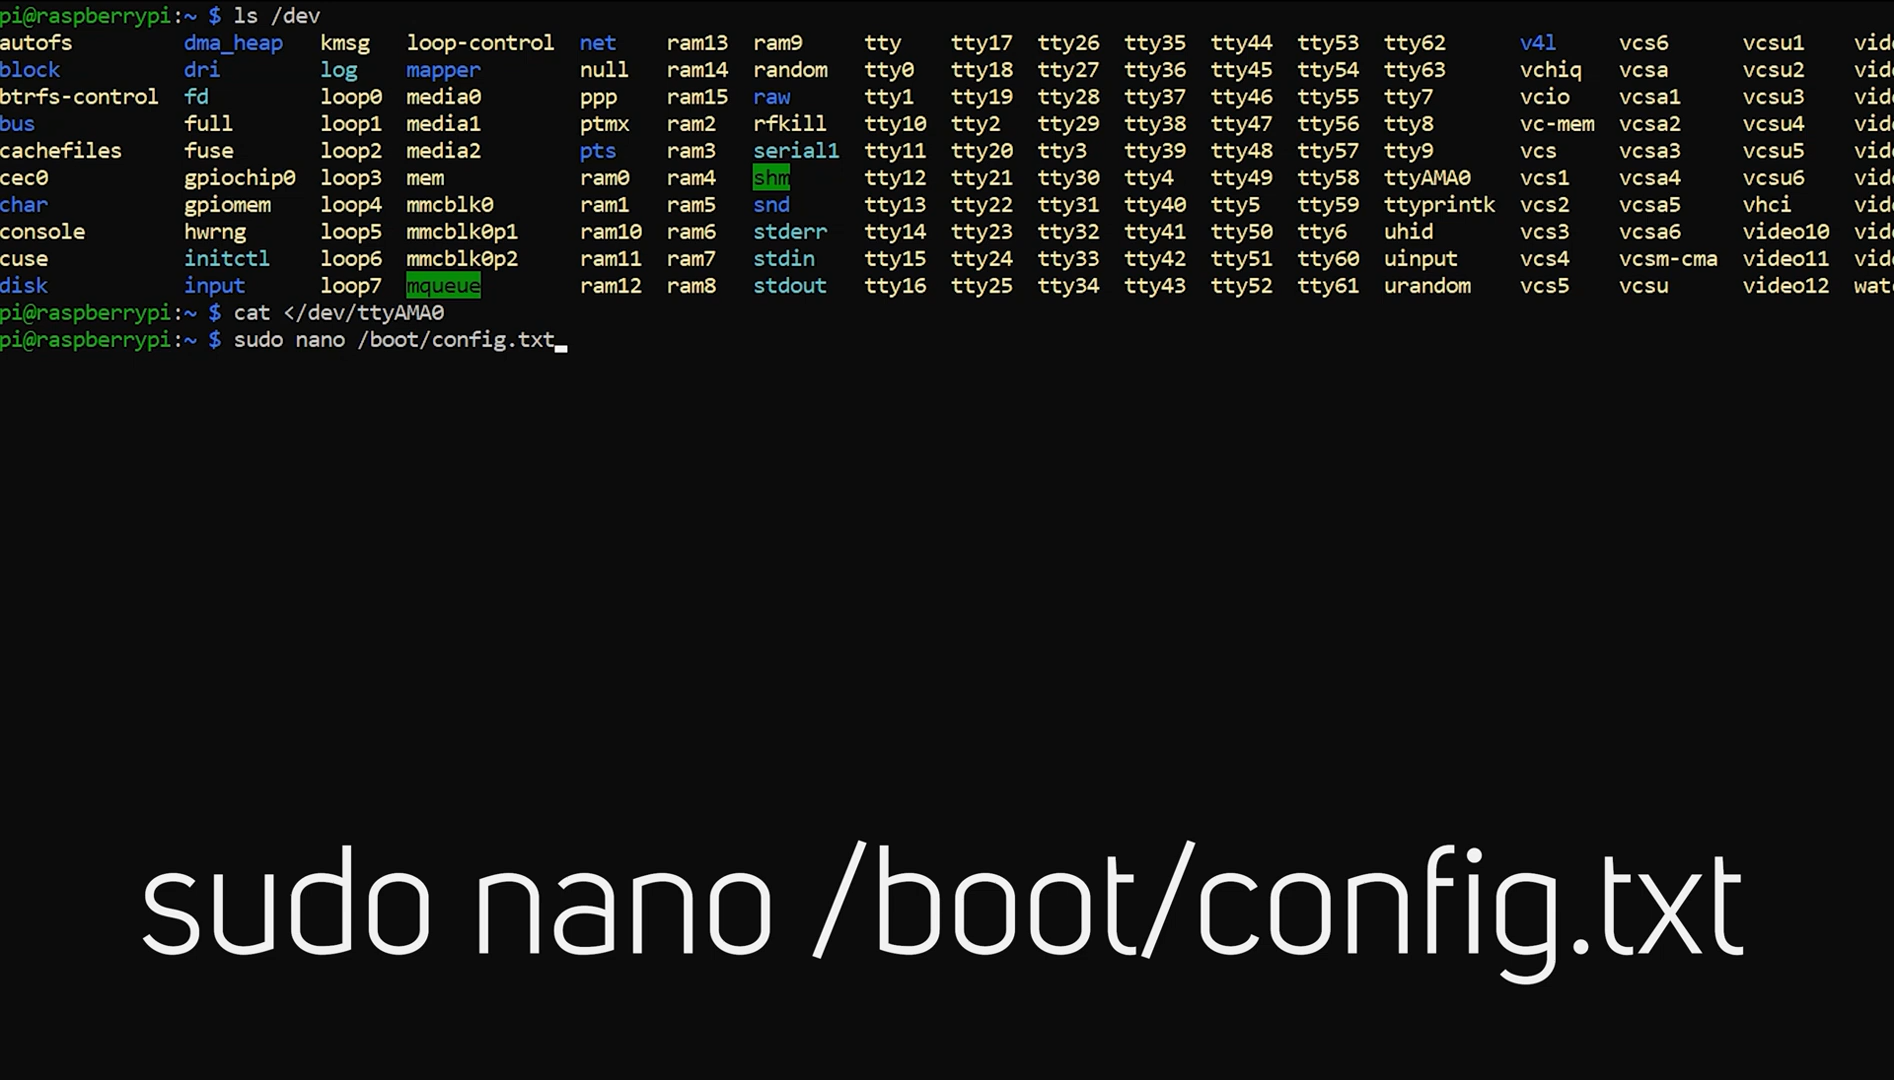 pi@raspberrypi:~ $ ls /dev
autofs dma_heap kmsg loop-control net ram13 ram9 tty tty17 tty26 tty35 tty44 tty53 tty62 v4l vcs6 vcsu1
block dri log mapper null ram14 random tty0 tty18 tty27 tty36 tty45 tty54 tty63 vchiq vcsa vcsu2
btrfs-control fd loop0 media0 ppp ram15 raw tty1 tty19 tty28 tty37 tty46 tty55 tty7 vcio vcsa1 vcsu3
bus full loop1 media1 ptmx ram2 rfkill tty10 tty2 tty29 tty38 tty47 tty56 tty8 vc-mem vcsa2 vcsu4
cachefiles fuse loop2 media2 pts ram3 serial1 tty11 tty20 tty3 tty39 tty48 tty57 tty9 vcs vcsa3 vcsu5
cec0 gpiochip0 loop3 mem ram0 ram4 shm tty12 tty21 tty30 tty4 tty49 tty58 ttyAMA0 vcs1 vcsa4 vcsu6
char gpiomem loop4 mmcblk0 ram1 ram5 snd tty13 tty22 tty31 tty40 tty5 tty59 ttyprintk vcs2 vcsa5 vhci
console hwrng loop5 mmcblk0p1 ram10 ram6 stderr tty14 tty23 tty32 tty41 tty50 tty6 uhid vcs3 vcsa6 video10
cuse initctl loop6 mmcblk0p2 ram11 ram7 stdin tty15 tty24 tty33 tty42 tty51 tty60 uinput vcs4 vcsm-cma video11
disk input loop7 mqueue ram12 ram8 stdout tty16 tty25 tty34 tty43 tty52 tty61 urandom vcs5 vcsu video12
pi@raspberrypi:~ $ cat </dev/ttyAMA0
pi@raspberrypi:~ $ sudo nano /boot/config.txt
sudo nano /boot/config.txt